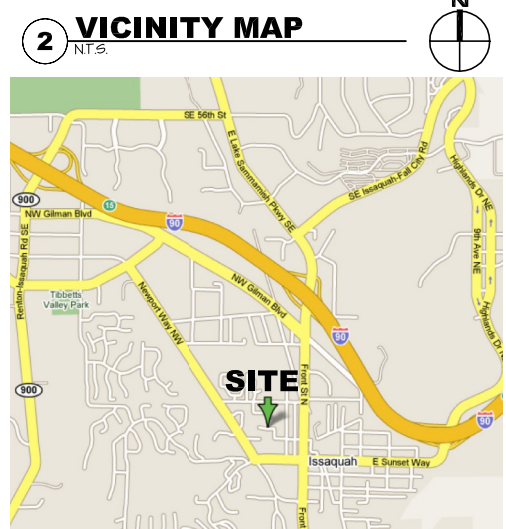 N
2
VICINITY MAP
N.T.S.
SE 56th St
E Lake Sammamish Pkwy SE
SE Issaquah-Fall City Rd
Highlands Dr NE
900
NW Gilman Blvd
15
90
9th Ave NE
Renton-Issaquah Rd SE
Tibbetts
Valley Park
Newport Way NW
NW Gilman Blvd
Highlands Dr N
90
Front St N
SITE
900
90
Issaquah
E Sunset Way
Front